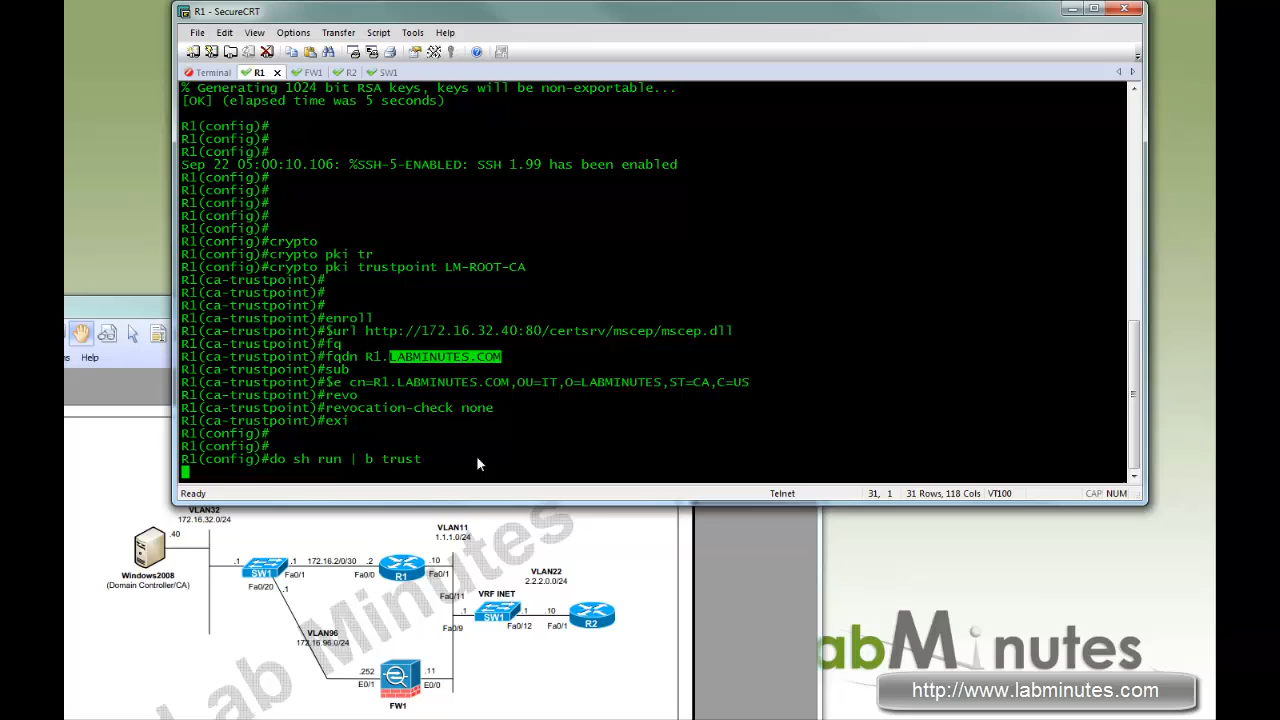 R1 - SecureCRT
File Edit View Options Transfer Script Tools Help
Terminal R1 FW1 R2 SW1
% Generating 1024 bit RSA keys, keys will be non-exportable...
[OK] (elapsed time was 5 seconds)
R1(config)#
R1(config)#
R1(config)#
Sep 22 05:00:10.106: %SSH-5-ENABLED: SSH 1.99 has been enabled
R1(config)#
R1(config)#
R1(config)#
R1(config)#
R1(config)#
R1(config)#crypto
R1(config)#crypto pki tr
R1(config)#crypto pki trustpoint LM-ROOT-CA
R1(ca-trustpoint)#
R1(ca-trustpoint)#
R1(ca-trustpoint)#
R1(ca-trustpoint)#enroll
R1(ca-trustpoint)#$url http://172.16.32.40:80/certsrv/mscep/mscep.dll
R1(ca-trustpoint)#fq
R1(ca-trustpoint)#fqdn R1.LABMINUTES.COM
R1(ca-trustpoint)#sub
R1(ca-trustpoint)#$e cn=R1.LABMINUTES.COM,OU=IT,O=LABMINUTES,ST=CA,C=US
R1(ca-trustpoint)#revo
R1(ca-trustpoint)#revocation-check none
R1(ca-trustpoint)#exi
R1(config)#
R1(config)#
R1(config)#do sh run | b trust
Ready Telnet 31, 1 31 Rows, 118 Cols VT100 CAP NUM
Help
VLAN32
172.16.32.0/24
.40
Windows2008
(Domain Controller/CA)
.1 SW1 .1 172.16.2/30 .2
Fa0/20 Fa0/1 Fa0/0 R1 .10 Fa0/1
.1
VLAN11
1.1.1.0/24
VLAN22
2.2.2.0/24
Fa0/11
VRF INET
.1 SW1 .1 .10 R2
Fa0/9 Fa0/12 Fa0/1
VLAN96
172.16.96.0/24
.252 .11
E0/1 E0/0
FW1
Lab Minutes
abMinutes
http://www.labminutes.com